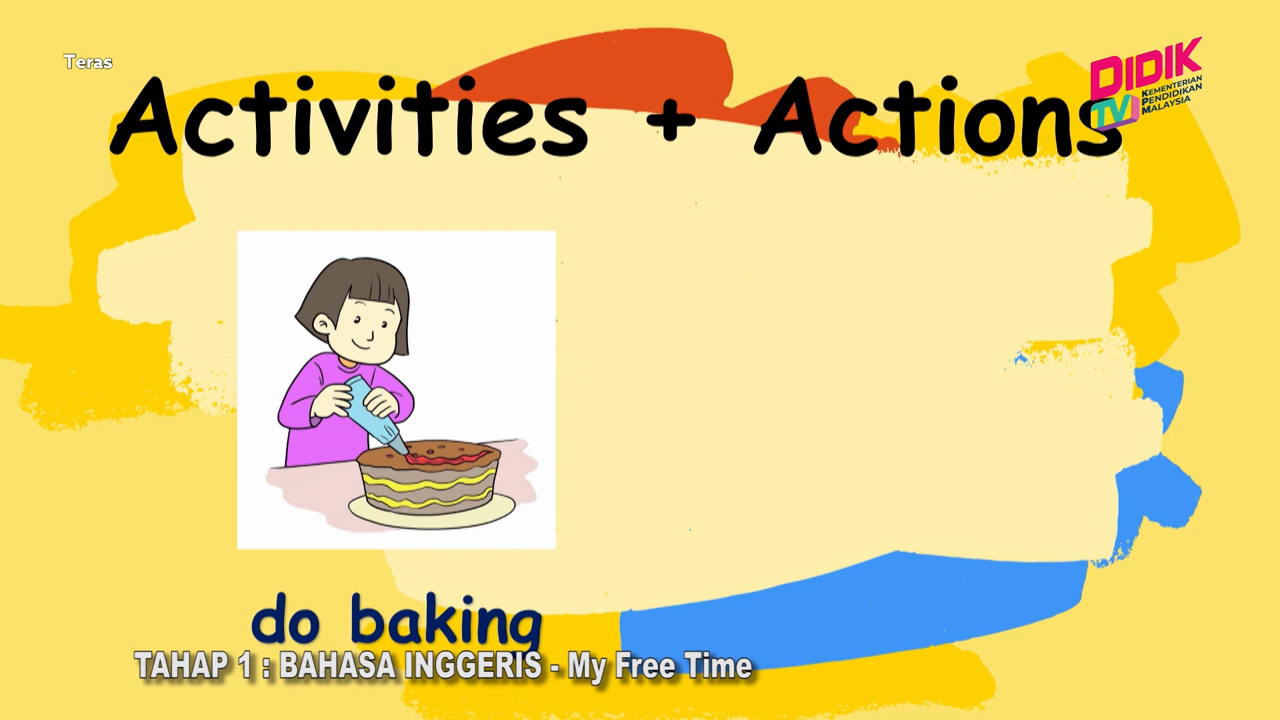 Teras
Activities + Actions
DIDIK
TV
KEMENTERIAN
PENDIDIKAN
MALAYSIA
do baking
TAHAP 1 : BAHASA INGGERIS - My Free Time